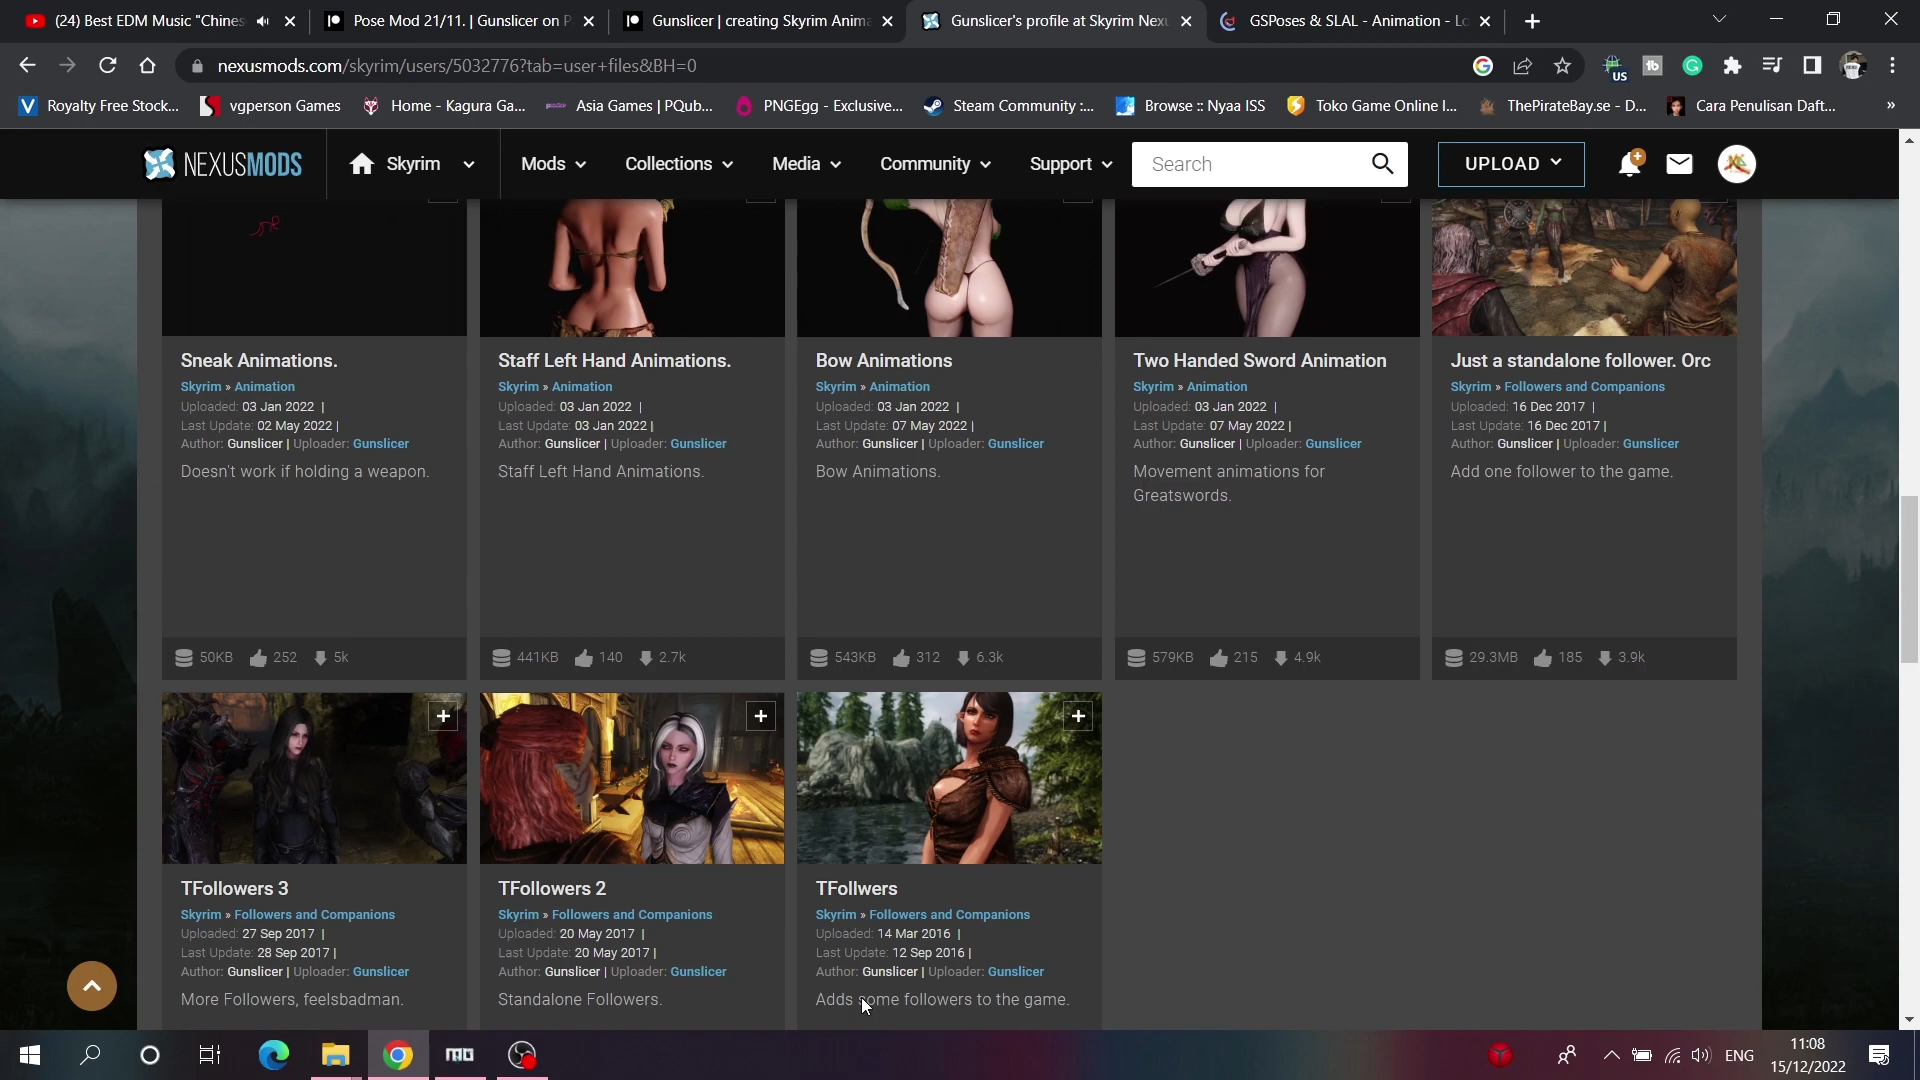 (24) Best EDM Music "Chines
Pose Mod 21/11. | Gunslicer on P
Gunslicer | creating Skyrim Anima
Gunslicer's profile at Skyrim Nexu
GSPoses & SLAL - Animation - Lo
nexusmods.com/skyrim/users/5032776?tab=user+files&BH=0
US
Royalty Free Stock...
vgperson Games
Home - Kagura Ga...
Asia Games | PQub...
PNGEgg - Exclusive...
Steam Community :...
Browse :: Nyaa ISS
Toko Game Online I...
ThePirateBay.se - D...
Cara Penulisan Daft...
»
NEXUSMODS
Skyrim
Mods
Collections
Media
Community
Support
Search
UPLOAD
Sneak Animations.
Skyrim » Animation
Uploaded: 03 Jan 2022 |
Last Update: 02 May 2022 |
Author: Gunslicer | Uploader: Gunslicer
Doesn't work if holding a weapon.
50KB 252 5k
Staff Left Hand Animations.
Skyrim » Animation
Uploaded: 03 Jan 2022 |
Last Update: 03 Jan 2022 |
Author: Gunslicer | Uploader: Gunslicer
Staff Left Hand Animations.
441KB 140 2.7k
Bow Animations
Skyrim » Animation
Uploaded: 03 Jan 2022 |
Last Update: 07 May 2022 |
Author: Gunslicer | Uploader: Gunslicer
Bow Animations.
543KB 312 6.3k
Two Handed Sword Animation
Skyrim » Animation
Uploaded: 03 Jan 2022 |
Last Update: 07 May 2022 |
Author: Gunslicer | Uploader: Gunslicer
Movement animations for
Greatswords.
579KB 215 4.9k
Just a standalone follower. Orc
Skyrim » Followers and Companions
Uploaded: 16 Dec 2017 |
Last Update: 16 Dec 2017 |
Author: Gunslicer | Uploader: Gunslicer
Add one follower to the game.
29.3MB 185 3.9k
TFollowers 3
Skyrim » Followers and Companions
Uploaded: 27 Sep 2017 |
Last Update: 28 Sep 2017 |
Author: Gunslicer | Uploader: Gunslicer
More Followers, feelsbadman.
TFollowers 2
Skyrim » Followers and Companions
Uploaded: 20 May 2017 |
Last Update: 20 May 2017 |
Author: Gunslicer | Uploader: Gunslicer
Standalone Followers.
TFollwers
Skyrim » Followers and Companions
Uploaded: 14 Mar 2016 |
Last Update: 12 Sep 2016 |
Author: Gunslicer | Uploader: Gunslicer
Adds some followers to the game.
ENG
11:08
15/12/2022